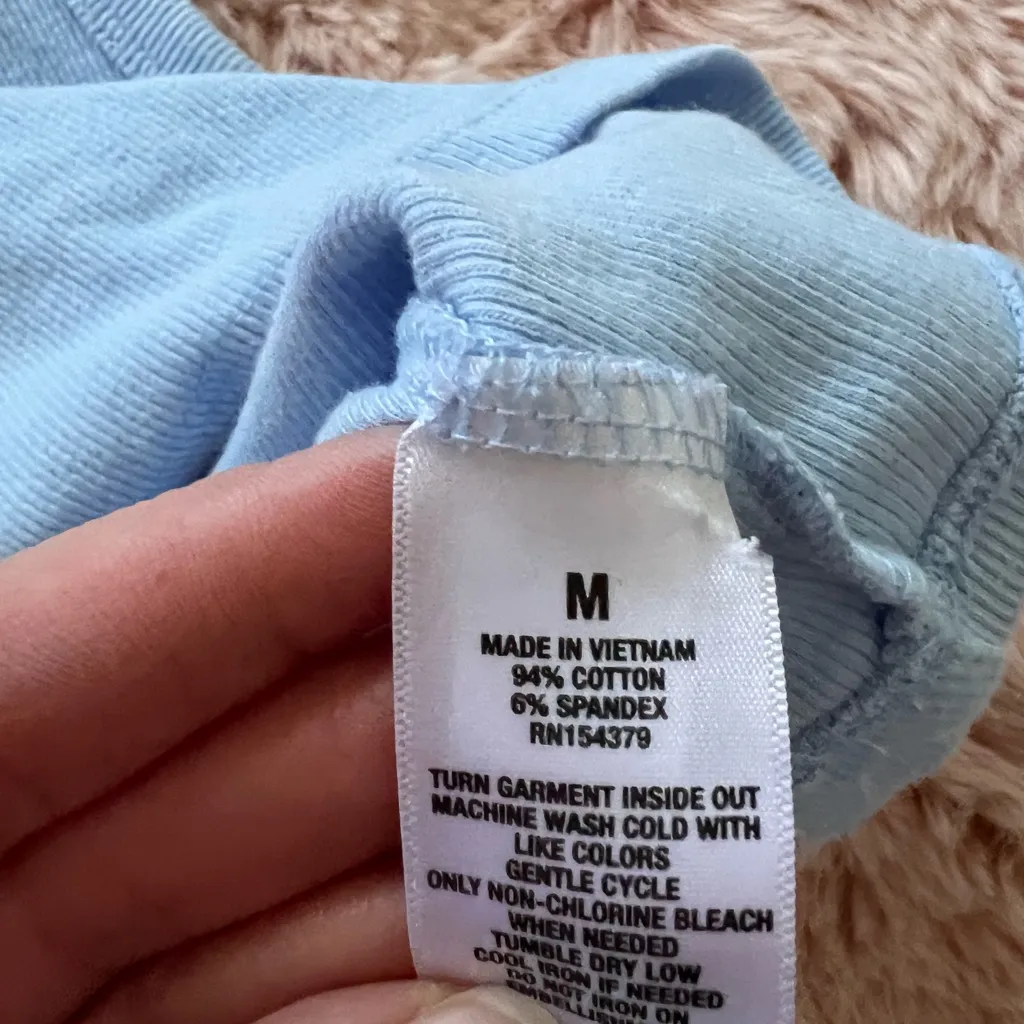 M
MADE IN VIETNAM
94% COTTON
6% SPANDEX
RN154379
TURN GARMENT INSIDE OUT
MACHINE WASH COLD WITH
LIKE COLORS
GENTLE CYCLE
ONLY NON-CHLORINE BLEACH
WHEN NEEDED
TUMBLE DRY LOW
COOL IRON IF NEEDED
DO NOT IRON ON